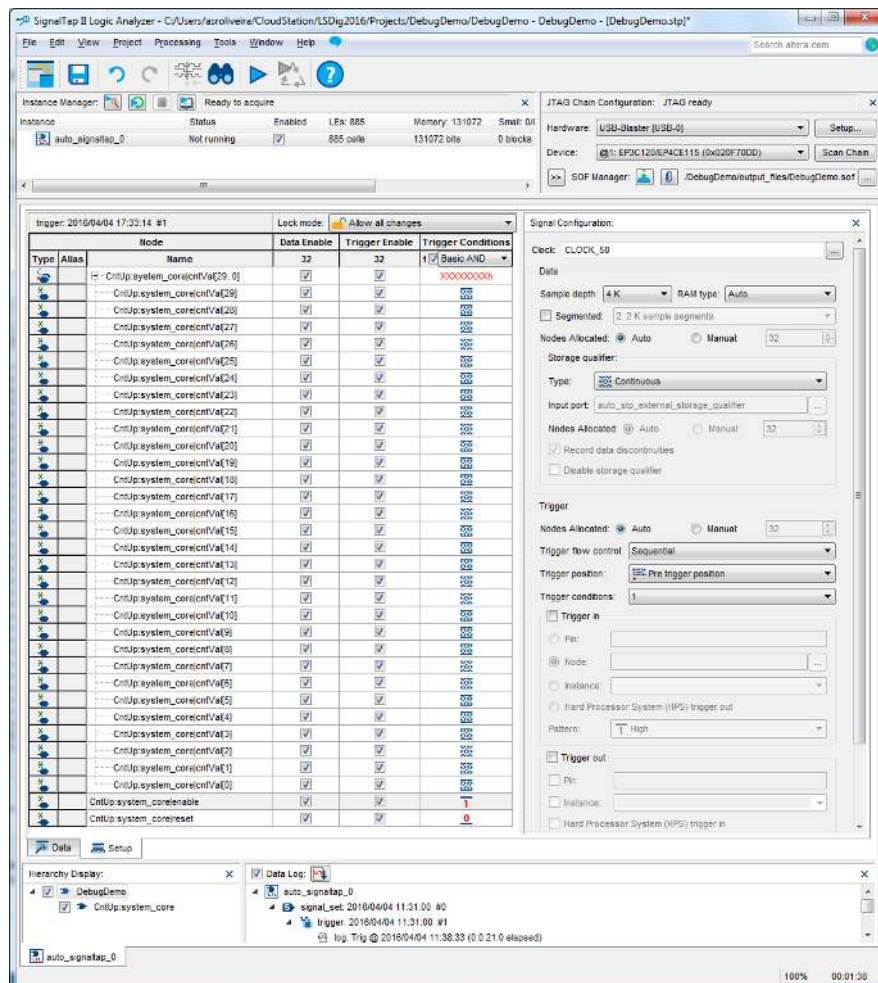 SignalTap II Logic Analyzer - C:/Users/asroliveira/CloudStation/LSDig2016/Projects/DebugDemo/DebugDemo - DebugDemo - [DebugDemo.stp]*
File Edit View Project Processing Tools Window Help
Search altera.com
Instance Manager: Ready to acquire
Instance Status Enabled LEs: 885 Memory: 131072 Small: 0/
auto_signaltap_0 Not running 885 cells 131072 bits 0 blocks
JTAG Chain Configuration: JTAG ready
Hardware: USB-Blaster [USB-0] Setup...
Device: @1: EP3C120/EP4CE115 (0x020F70DD) Scan Chain
>> SOF Manager: ./DebugDemo/output_files/DebugDemo.sof ...
trigger: 2016/04/04 17:33:14 #1 Lock mode: Allow all changes
Node Data Enable Trigger Enable Trigger Conditions
Type Alias Name 32 32 1 Basic AND
CntUp:system_core|cntVal[29..0] XXXXXXXXh
CntUp:system_core|cntVal[29]
CntUp:system_core|cntVal[28]
CntUp:system_core|cntVal[27]
CntUp:system_core|cntVal[26]
CntUp:system_core|cntVal[25]
CntUp:system_core|cntVal[24]
CntUp:system_core|cntVal[23]
CntUp:system_core|cntVal[22]
CntUp:system_core|cntVal[21]
CntUp:system_core|cntVal[20]
CntUp:system_core|cntVal[19]
CntUp:system_core|cntVal[18]
CntUp:system_core|cntVal[17]
CntUp:system_core|cntVal[16]
CntUp:system_core|cntVal[15]
CntUp:system_core|cntVal[14]
CntUp:system_core|cntVal[13]
CntUp:system_core|cntVal[12]
CntUp:system_core|cntVal[11]
CntUp:system_core|cntVal[10]
CntUp:system_core|cntVal[9]
CntUp:system_core|cntVal[8]
CntUp:system_core|cntVal[7]
CntUp:system_core|cntVal[6]
CntUp:system_core|cntVal[5]
CntUp:system_core|cntVal[4]
CntUp:system_core|cntVal[3]
CntUp:system_core|cntVal[2]
CntUp:system_core|cntVal[1]
CntUp:system_core|cntVal[0]
CntUp:system_core|enable 1
CntUp:system_core|reset 0
Signal Configuration:
Clock: CLOCK_50 ...
Data
Sample depth: 4 K RAM type: Auto
Segmented: 2 2 K sample segments
Nodes Allocated: Auto Manual 32
Storage qualifier:
Type: Continuous
Input port: auto_stp_external_storage_qualifier ...
Nodes Allocated: Auto Manual 32
Record data discontinuities
Disable storage qualifier
Trigger
Nodes Allocated: Auto Manual 32
Trigger flow control: Sequential
Trigger position: Pre trigger position
Trigger conditions: 1
Trigger in
Pin:
Node: ...
Instance:
Hard Processor System (HPS) trigger out
Pattern: 1 High
Trigger out
Pin:
Instance:
Hard Processor System (HPS) trigger in
Data Setup
Hierarchy Display:
DebugDemo
CntUp:system_core
Data Log:
auto_signaltap_0
signal_set: 2016/04/04 11:31:00 #0
trigger: 2016/04/04 11:31:00 #1
log: Trig @ 2016/04/04 11:38:33 (0:0:21.0 elapsed)
auto_signaltap_0
100% 00:01:38